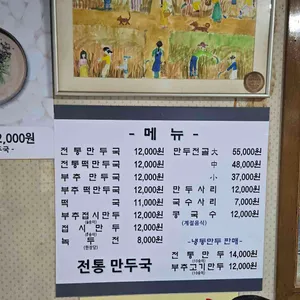 2,000원
국 -
- 메 뉴 -
전 통 만 두 국 12,000원
전통떡만두국 12,000원
부 추 만 두 국 12,000원
부추떡만두국 12,000원
떡 국 11,000원
부추접시만두 12,000원
접 시 만 두 12,000원
녹 두 전 8,000원
만두전골 大 55,000원
中 48,000원
小 37,000원
만 두 사 리 12,000원
국 수 사 리 7,000원
콩 국 수 12,000원
(계절음식)
-냉동만두 판매-
전 통 만 두 14,000원
부추고기만두 12,000원
전통 만두국